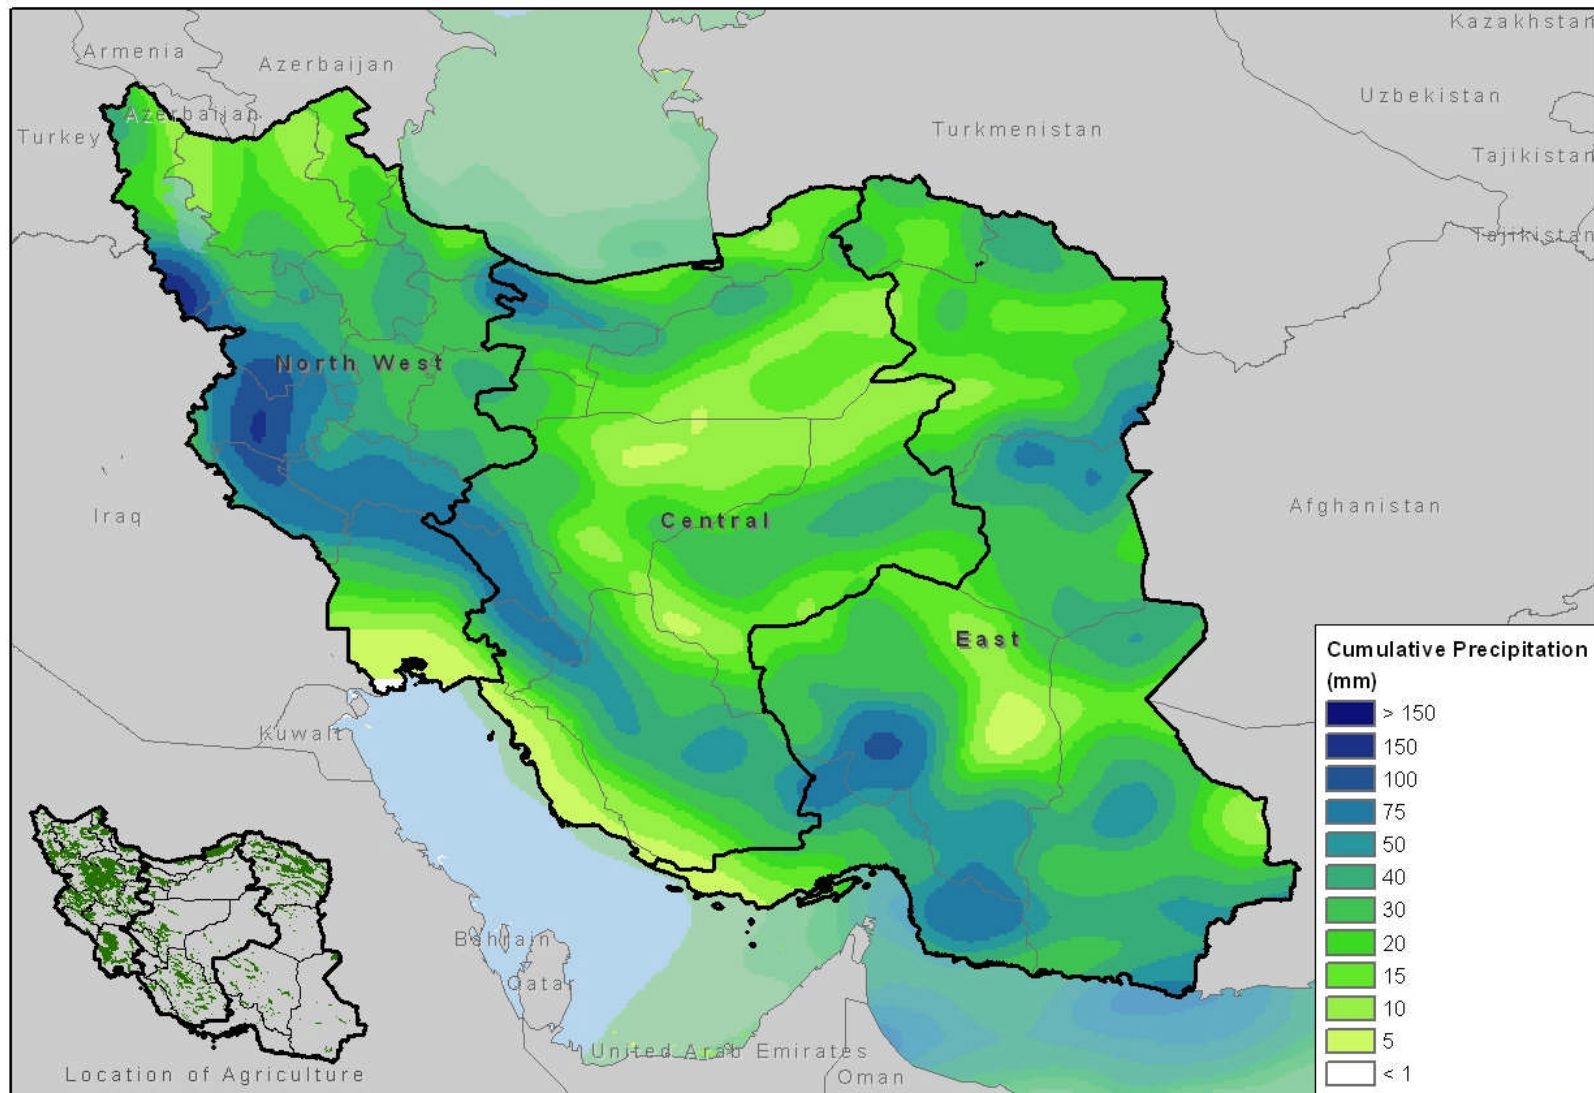 Kazakhstan
Armenia
Azerbaijan
Uzbekistan
Azerbaijan
Turkey
Turkmenistan
Tajikistan
Tajikistan
North West
Iraq
Central
Afghanistan
East
Kuwait
Bahrain
Qatar
United Arab Emirates
Oman
Location of Agriculture
Cumulative Precipitation
(mm)
> 150
150
100
75
50
40
30
20
15
10
5
< 1